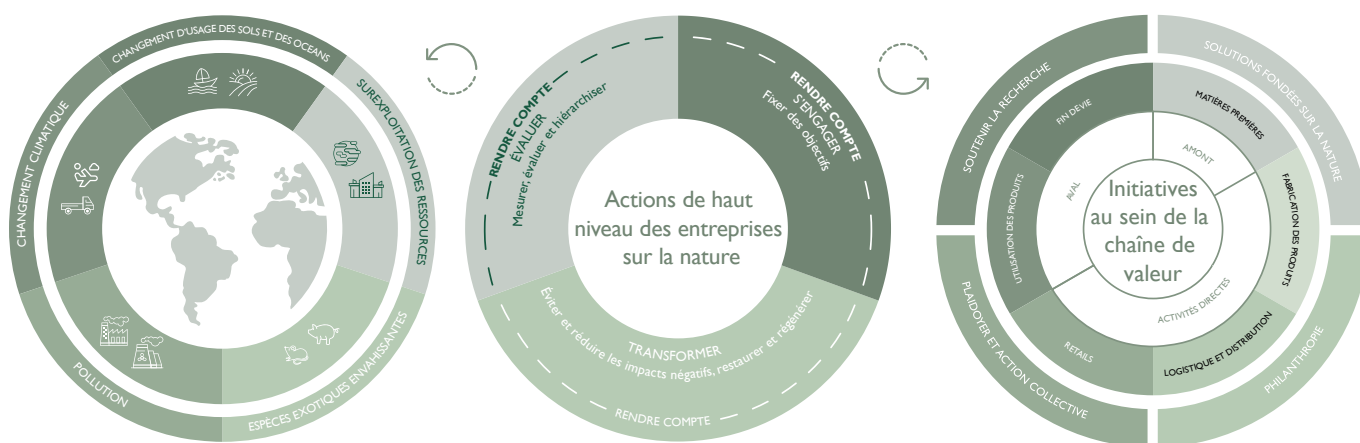 CHANGEMENT D'USAGE DES SOLS ET DES OCEANS
SUREXPLOITATION DES RESSOURCES
ESPÈCES EXOTIQUES ENVAHISSANTES
POLLUTION
CHANGEMENT CLIMATIQUE
RENDRE COMPTE
ÉVALUER
Mesurer, évaluer et hiérarchiser
RENDRE COMPTE
S'ENGAGER
Fixer des objectifs
Actions de haut
niveau des entreprises
sur la nature
Éviter et réduire les impacts négatifs, restaurer et régénérer
TRANSFORMER
RENDRE COMPTE
SOUTENIR LA RECHERCHE
SOLUTIONS FONDÉES SUR LA NATURE
PHILANTHROPIE
PLAIDOYER ET ACTION COLLECTIVE
FIN DE VIE
MATIÈRES PREMIÈRES
FABRICATION DES PRODUITS
LOGISTIQUE ET DISTRIBUTION
RETAILS
UTILISATION DES PRODUITS
AMONT
ACTIVITÉS DIRECTES
AVAL
Initiatives
au sein de la
chaîne de
valeur